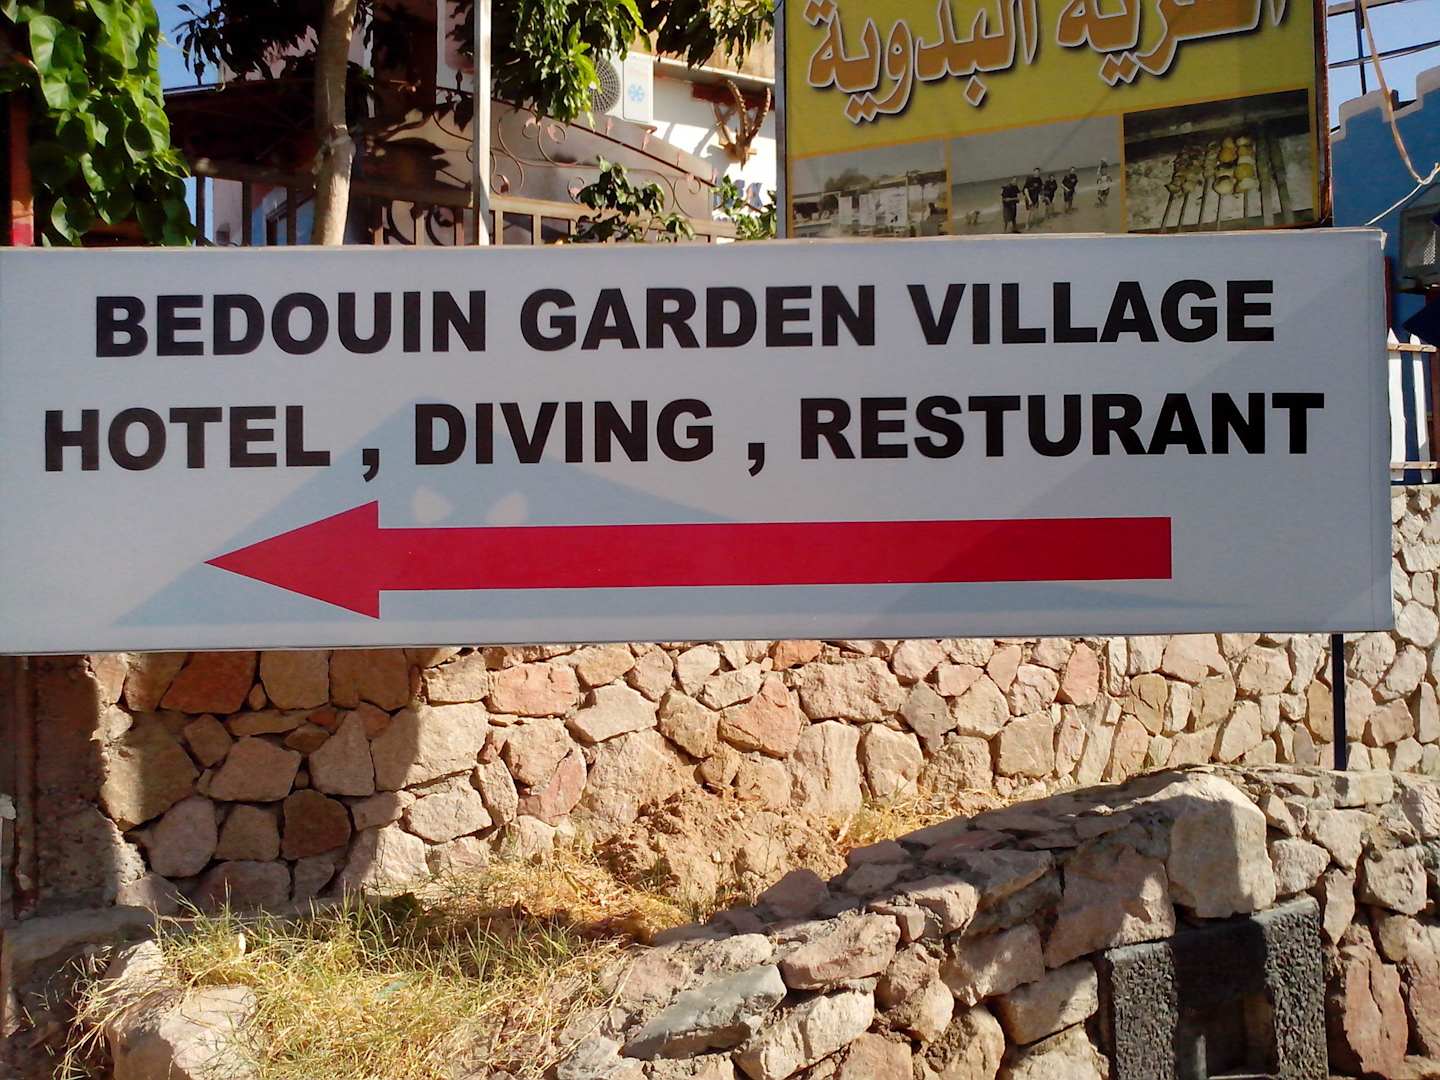 القرية البدوية
BEDOUIN GARDEN VILLAGE
HOTEL , DIVING , RESTURANT